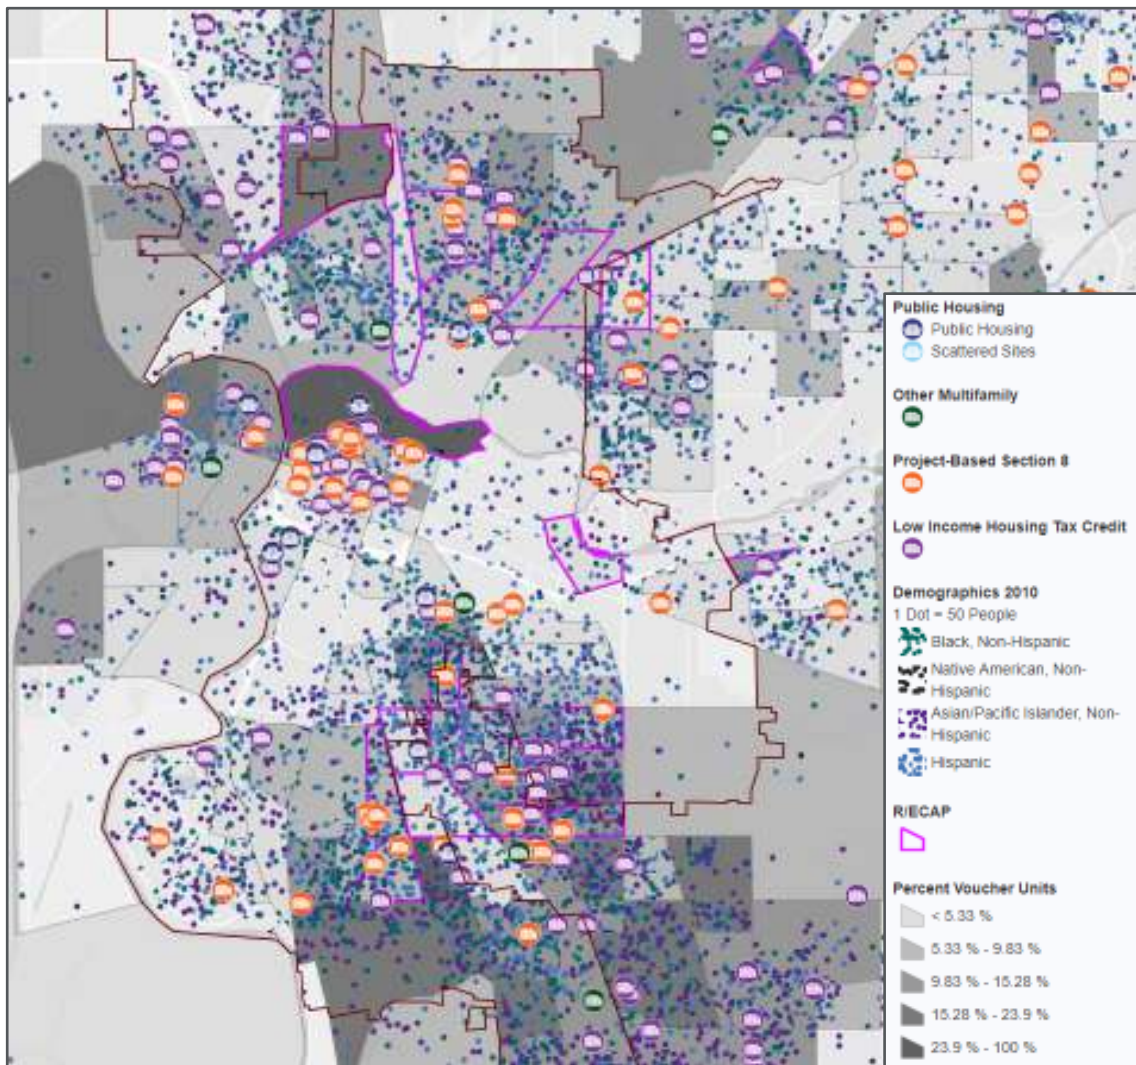 Public Housing
Public Housing
Scattered Sites
Other Multifamily
Project-Based Section 8
Low Income Housing Tax Credit
Demographics 2010
1 Dot = 50 People
Black, Non-Hispanic
Native American, Non-
Hispanic
Asian/Pacific Islander, Non-
Hispanic
Hispanic
R/ECAP
Percent Voucher Units
< 5.33 %
5.33 % - 9.83 %
9.83 % - 15.28 %
15.28 % - 23.9 %
23.9 % - 100 %